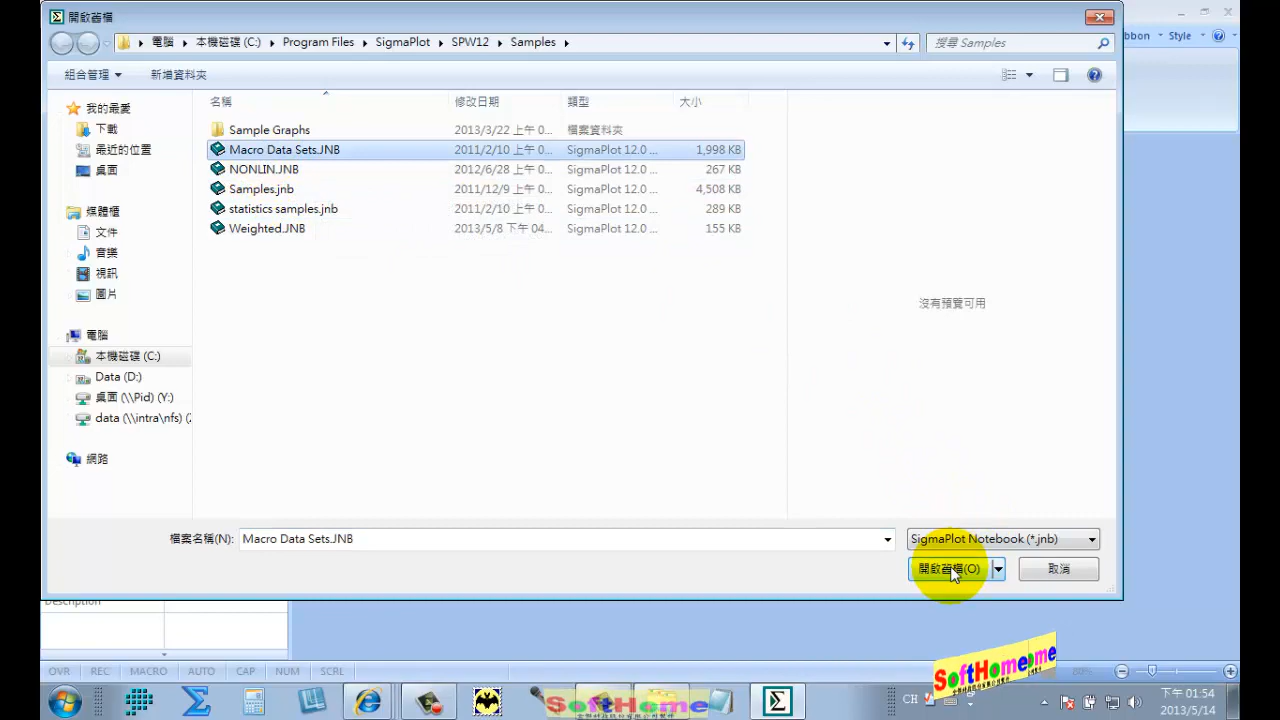 開啟舊檔
電腦 本機磁碟 (C:) Program Files SigmaPlot SPW12 Samples
搜尋 Samples
bbon Style
組合管理 新增資料夾
名稱 修改日期 類型 大小
我的最愛
下載
最近的位置
桌面
媒體櫃
文件
音樂
視訊
圖片
電腦
本機磁碟 (C:)
Data (D:)
桌面 (\\Pid) (Y:)
data (\\intra\nfs) (Z
網路
Sample Graphs 2013/3/22 上午 0... 檔案資料夾
Macro Data Sets.JNB 2011/2/10 上午 0... SigmaPlot 12.0 ... 1,998 KB
NONLIN.JNB 2012/6/28 上午 0... SigmaPlot 12.0 ... 267 KB
Samples.jnb 2011/12/9 上午 0... SigmaPlot 12.0 ... 4,508 KB
statistics samples.jnb 2011/2/10 上午 0... SigmaPlot 12.0 ... 289 KB
Weighted.JNB 2013/5/8 下午 04... SigmaPlot 12.0 ... 155 KB
沒有預覽可用
檔案名稱(N): Macro Data Sets.JNB SigmaPlot Notebook (*.jnb)
開啟舊檔(O) 取消
Description
OVR REC MACRO AUTO CAP NUM SCRL 80%
SoftHome
SoftHome
CH
下午 01:54
2013/5/14